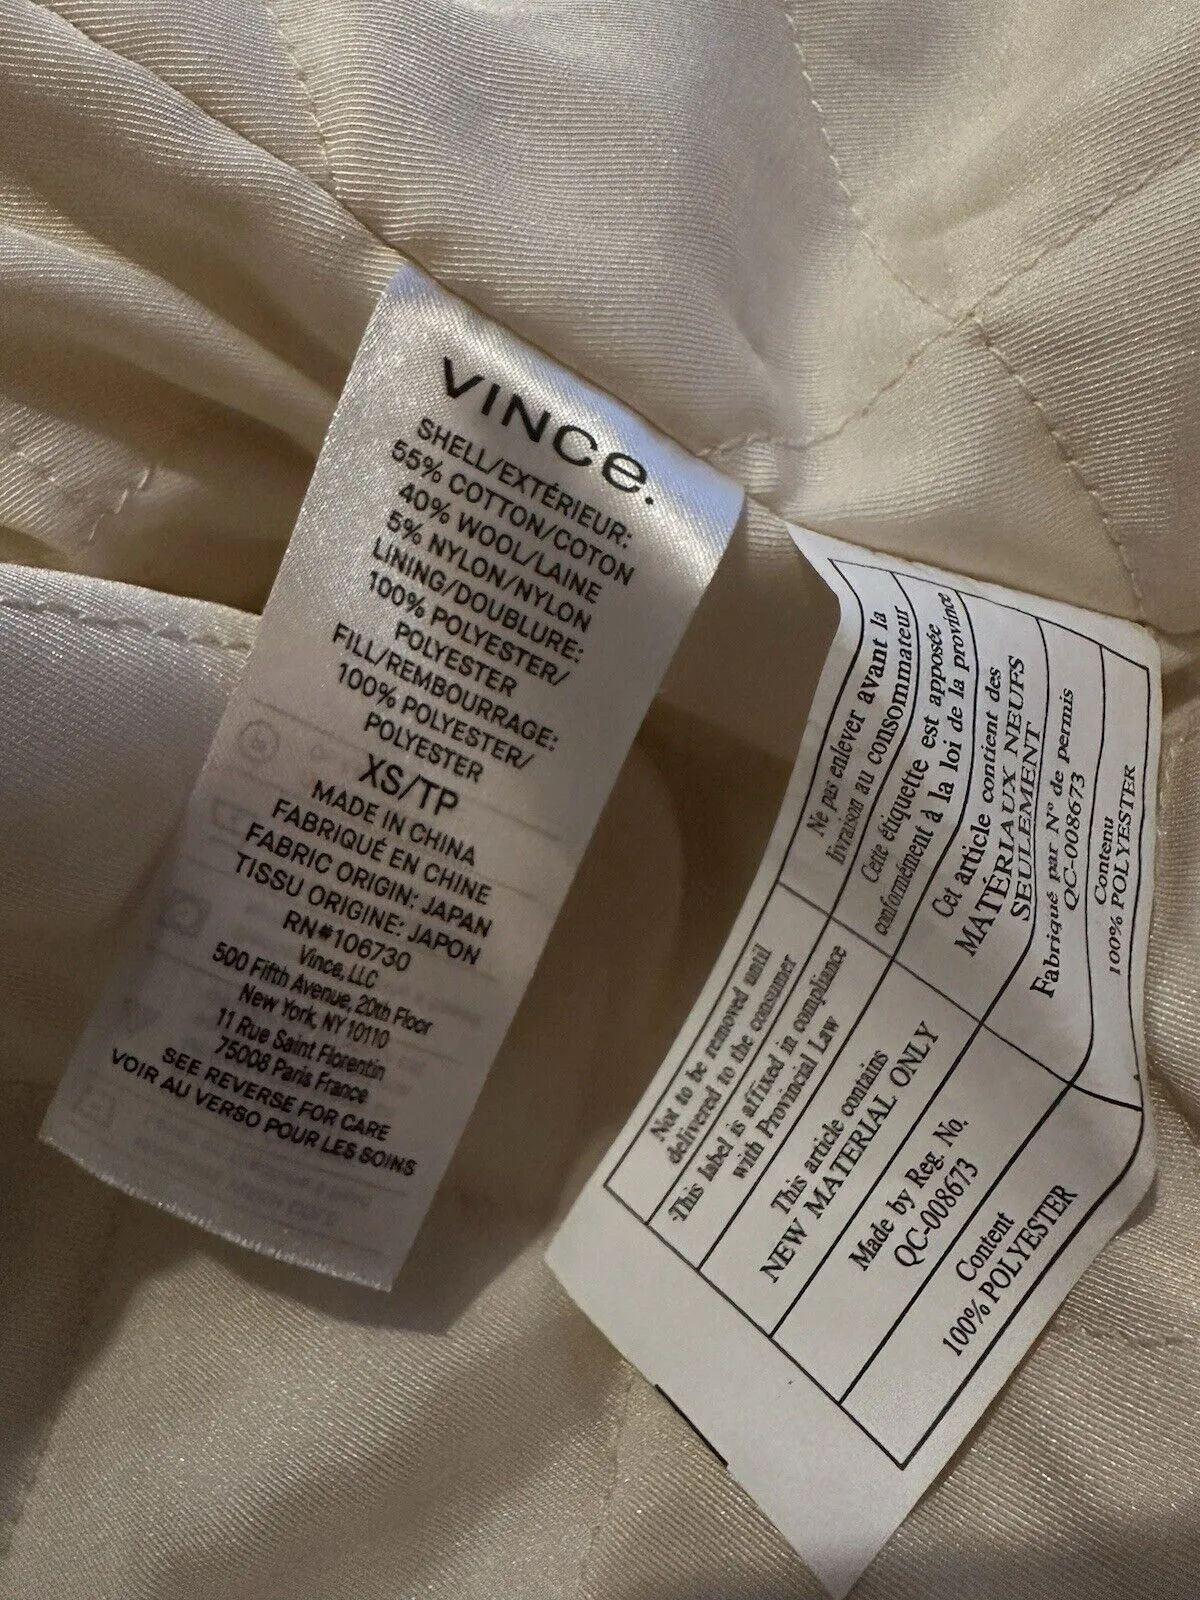 VINCe.
SHELL/EXTÉRIEUR:
55% COTTON/COTON
40% WOOL/LAINE
5% NYLON/NYLON
LINING/DOUBLURE:
100% POLYESTER/
POLYESTER
FILL/REMBOURRAGE:
100% POLYESTER/
POLYESTER
XS/TP
MADE IN CHINA
FABRIQUÉ EN CHINE
FABRIC ORIGIN: JAPAN
TISSU ORIGINE: JAPON
RN#106730
Vince, LLC
500 Fifth Avenue, 20th Floor
New York, NY 10110
11 Rue Saint Florentin
75008 Paris France
SEE REVERSE FOR CARE
VOIR AU VERSO POUR LES SOINS
Ne pas enlever avant la
livraison au consommateur
Cette étiquette est apposée
conformément à la loi de la province
Cet article contient des
MATÉRIAUX NEUFS
SEULEMENT
Fabriqué par N° de permis
QC-008673
Contenu
100% POLYESTER
Not to be removed until
delivered to the consumer
This label is affixed in compliance
with Provincial Law
This article contains
NEW MATERIAL ONLY
Made by Reg. No.
QC-008673
Content
100% POLYESTER